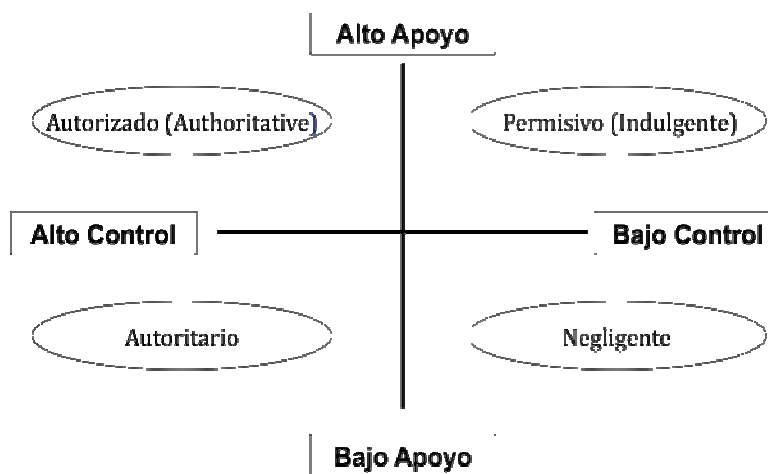 Alto Apoyo
Autorizado (Authoritative)
Permisivo (Indulgente)
Alto Control
Bajo Control
Autoritario
Negligente
Bajo Apoyo